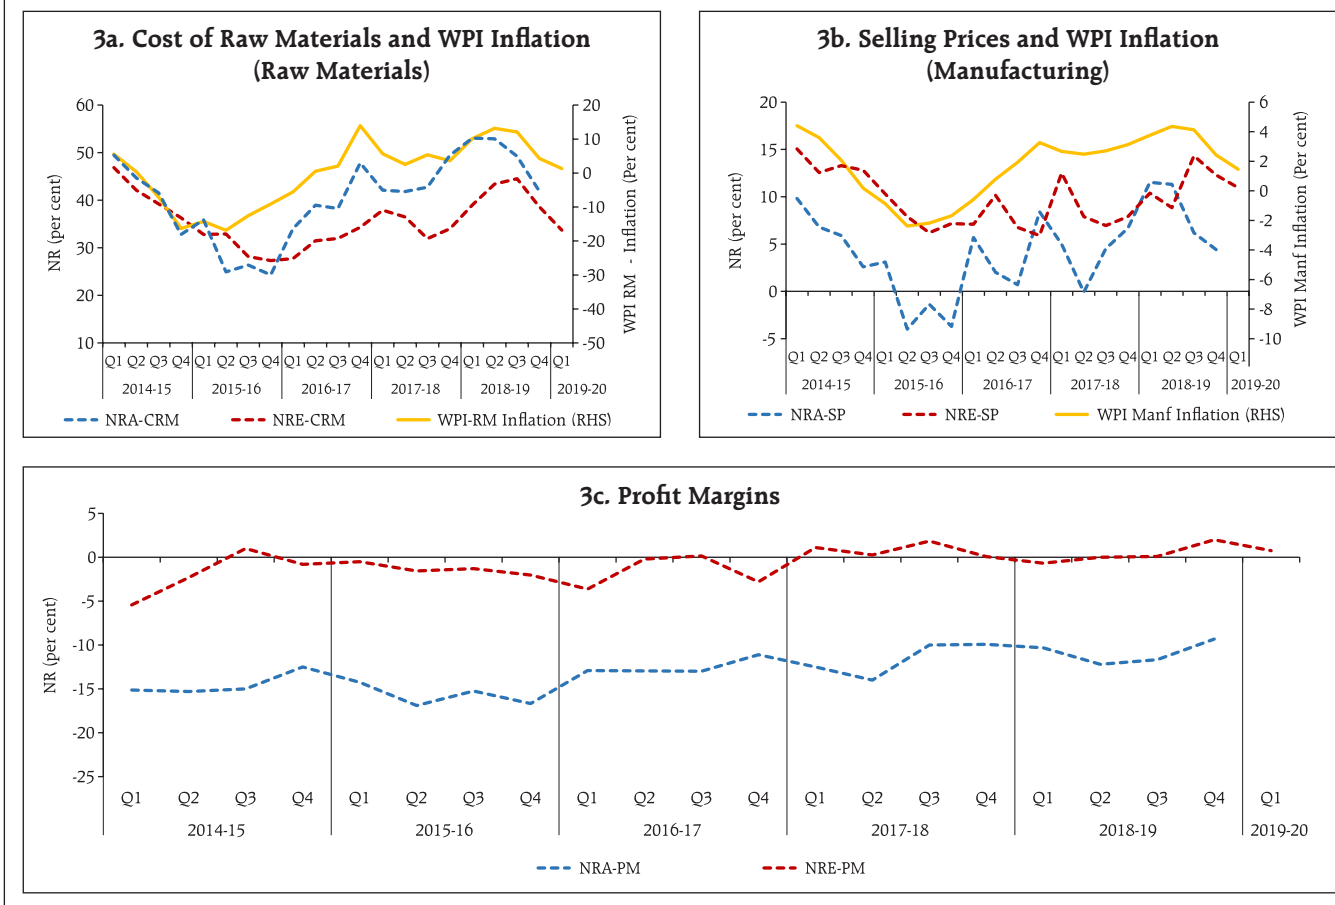 3a. Cost of Raw Materials and WPI Inflation
(Raw Materials)
60
50
40
30
20
10
NR (per cent)
20
10
0
-10
-20
-30
-40
-50
WPI RM - Inflation (Per cent)
Q1 Q2 Q3 Q4 Q1 Q2 Q3 Q4 Q1 Q2 Q3 Q4 Q1 Q2 Q3 Q4 Q1 Q2 Q3 Q4 Q1
2014-15 2015-16 2016-17 2017-18 2018-19 2019-20
NRA-CRM NRE-CRM WPI-RM Inflation (RHS)
3b. Selling Prices and WPI Inflation
(Manufacturing)
20
15
10
5
0
-5
NR (per cent)
6
4
2
0
-2
-4
-6
-8
-10
WPI Manf Inflation (Per cent)
Q1 Q2 Q3 Q4 Q1 Q2 Q3 Q4 Q1 Q2 Q3 Q4 Q1 Q2 Q3 Q4 Q1 Q2 Q3 Q4 Q1
2014-15 2015-16 2016-17 2017-18 2018-19 2019-20
NRA-SP NRE-SP WPI Manf Inflation (RHS)
3c. Profit Margins
5
0
-5
-10
-15
-20
-25
NR (per cent)
Q1 Q2 Q3 Q4 Q1 Q2 Q3 Q4 Q1 Q2 Q3 Q4 Q1 Q2 Q3 Q4 Q1 Q2 Q3 Q4 Q1
2014-15 2015-16 2016-17 2017-18 2018-19 2019-20
NRA-PM NRE-PM